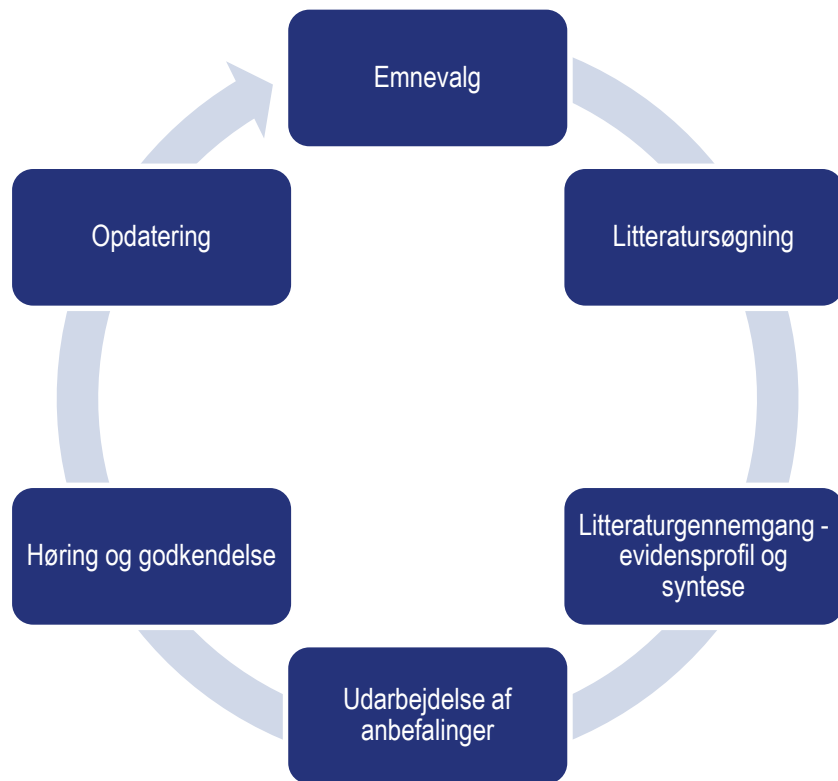 Emnevalg
Litteratursøgning
Litteraturgennemgang -
evidensprofil og
syntese
Udarbejdelse af
anbefalinger
Høring og godkendelse
Opdatering